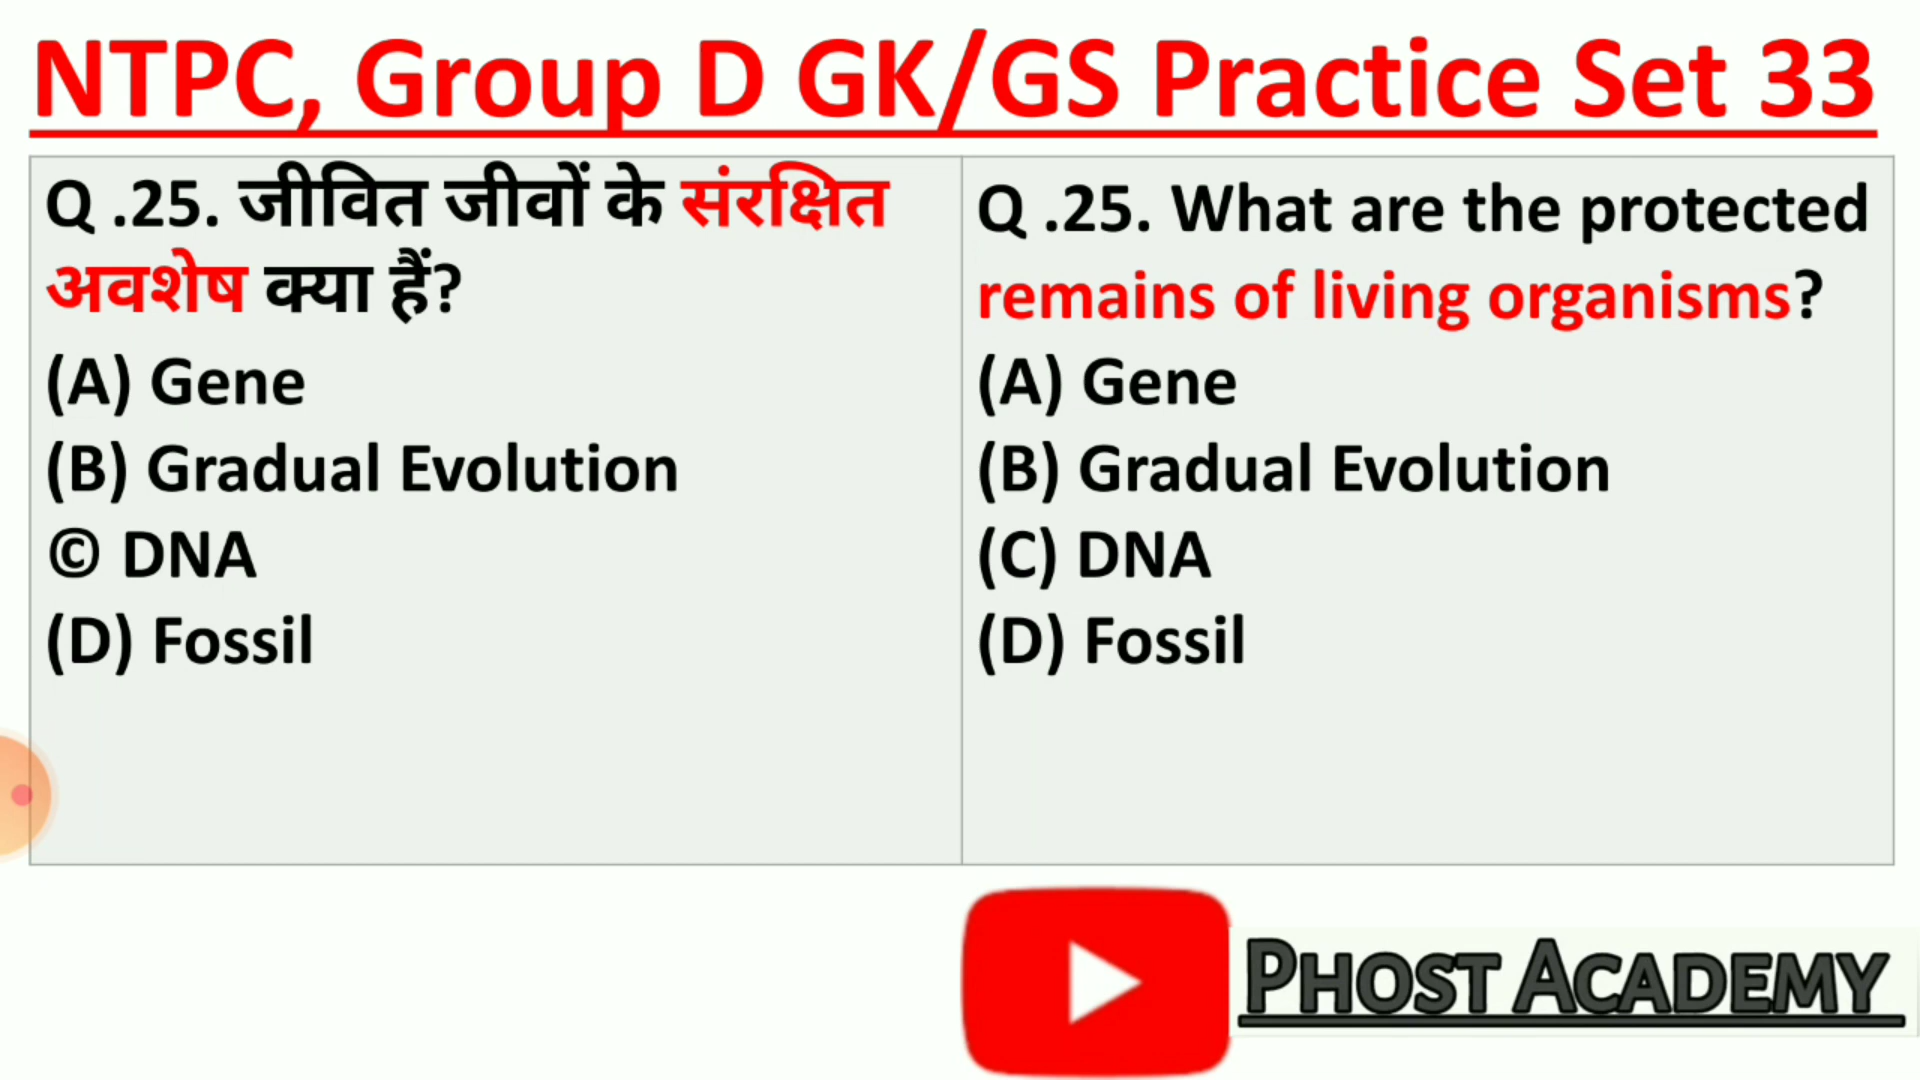 NTPC, Group D GK/GS Practice Set 33
Q .25. जीवित जीवों के संरक्षित
अवशेष क्या हैं?
(A) Gene
(B) Gradual Evolution
© DNA
(D) Fossil
Q .25. What are the protected
remains of living organisms?
(A) Gene
(B) Gradual Evolution
(C) DNA
(D) Fossil
PHOST ACADEMY